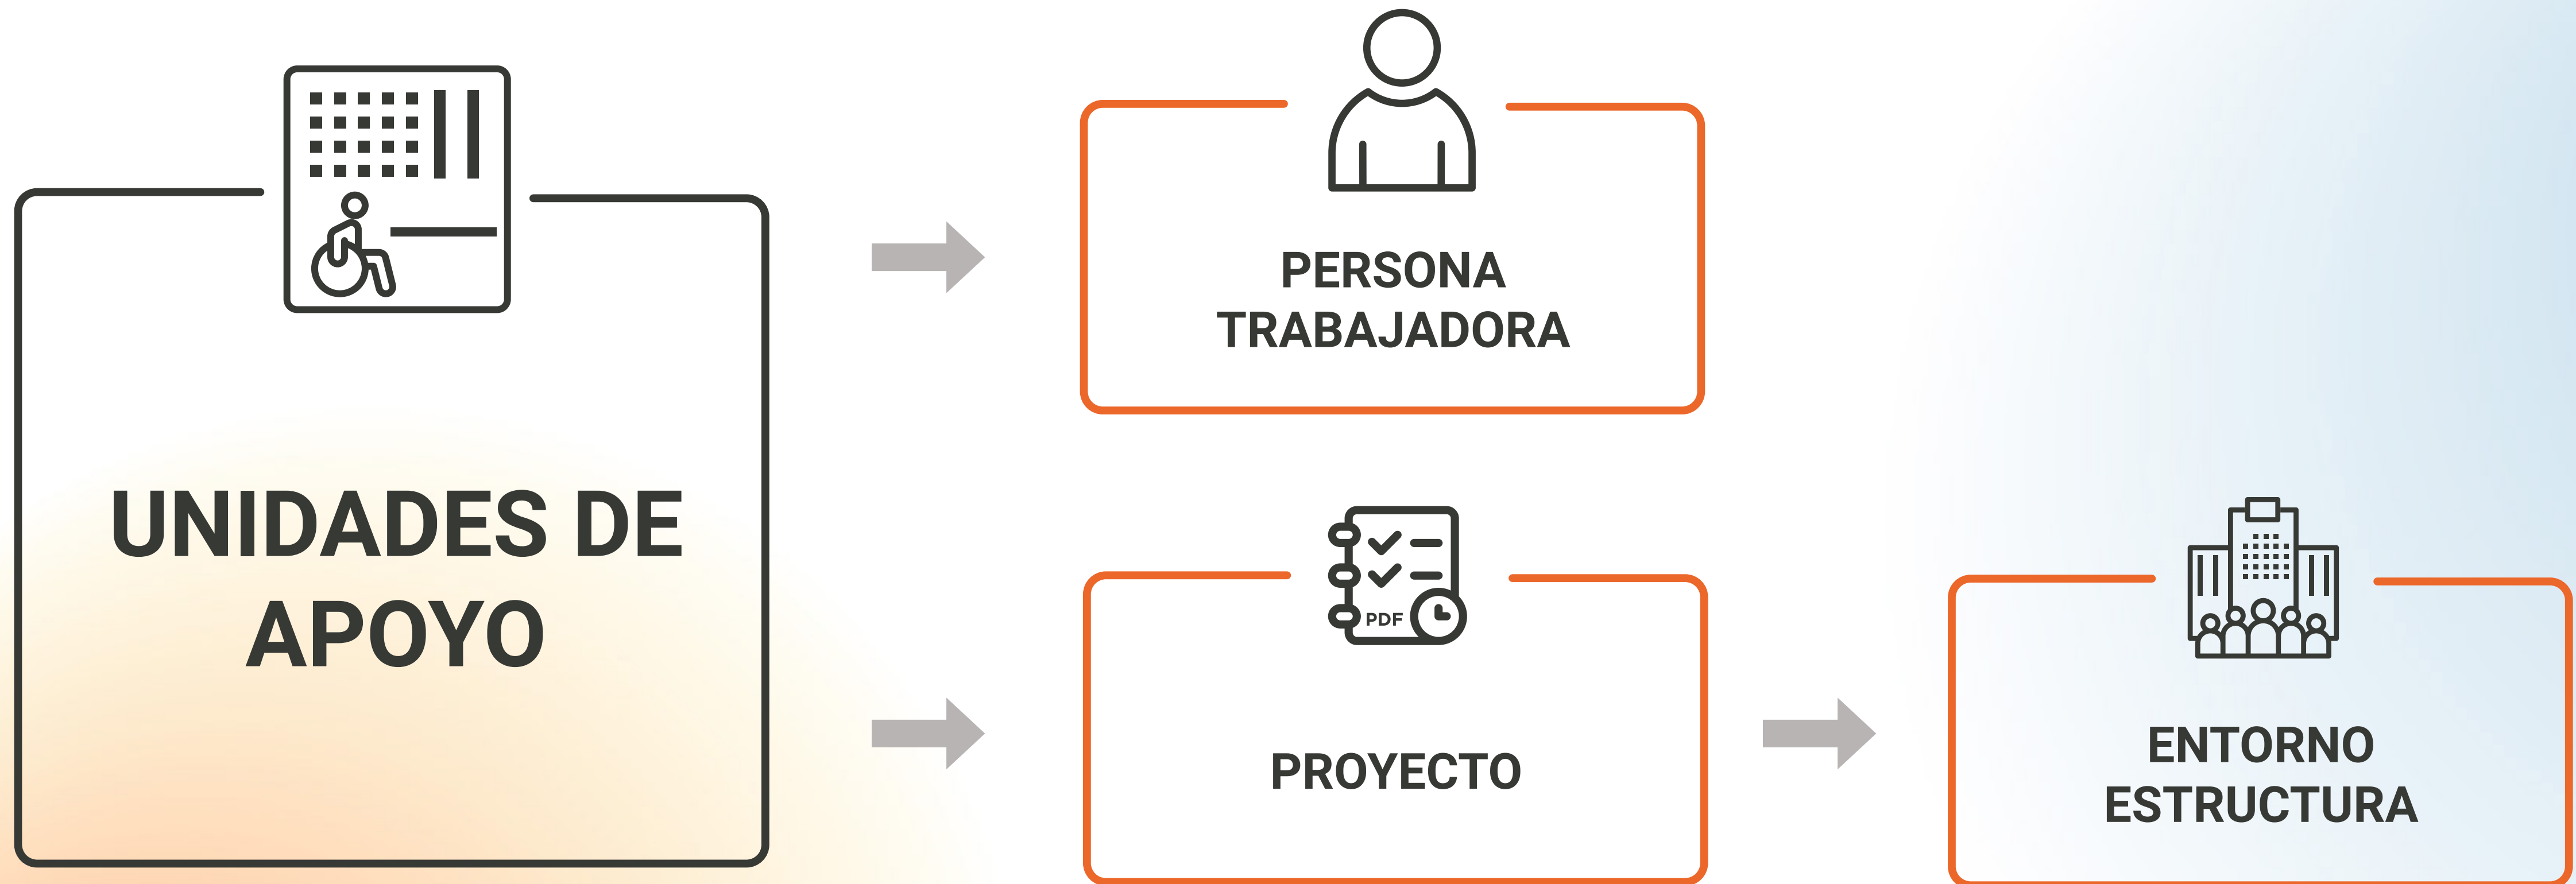 UNIDADES DE
APOYO
PERSONA
TRABAJADORA
PDF
PROYECTO
ENTORNO
ESTRUCTURA